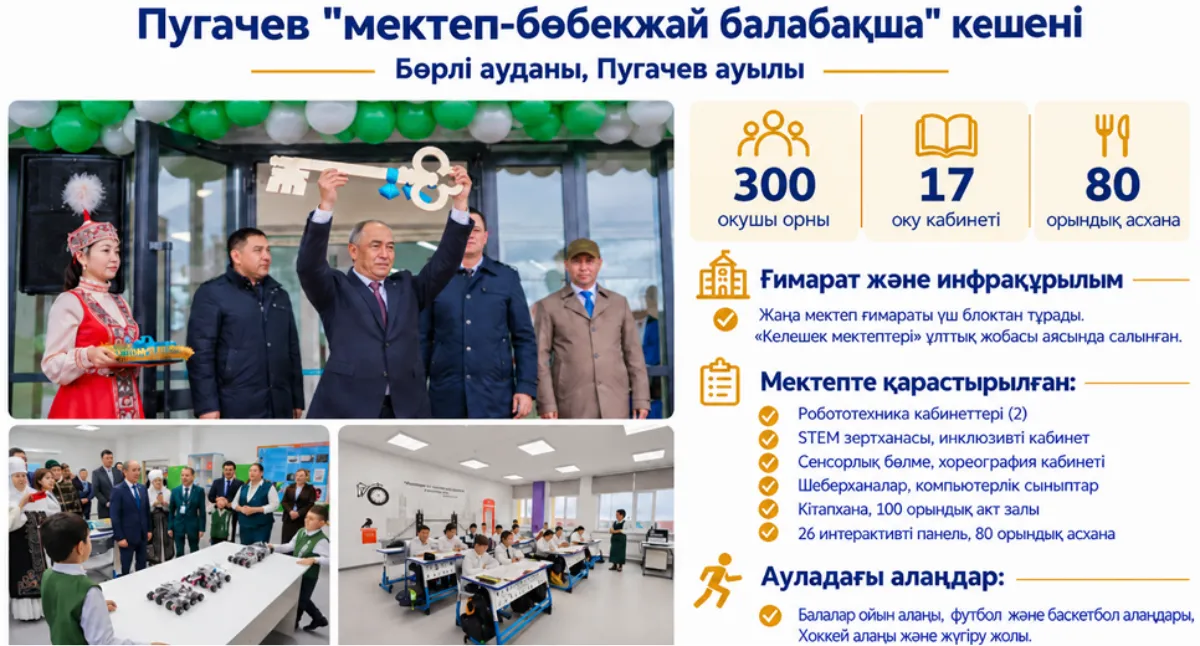 Пугачев "мектеп-бөбекжай балабақша" кешені
Бөрлі ауданы, Пугачев ауылы
300
окушы орны
17
оку кабинеті
80
орындық асхана
Ғимарат және инфрақұрылым
Жаңа мектеп ғимараты үш блоктан тұрады.
«Келешек мектептері» ұлттық жобасы аясында салынған.
Мектепте қарастырылған:
Робототехника кабинеттері (2)
STEM зертханасы, инклюзивті кабинет
Сенсорлық бөлме, хореография кабинеті
Шеберханалар, компьютерлік сыныптар
Кітапхана, 100 орындық акт залы
26 интерактивті панель, 80 орындық асхана
Ауладағы алаңдар:
Балалар ойын алаңы, футбол және баскетбол алаңдары,
Хоккей алаңы және жүгіру жолы.